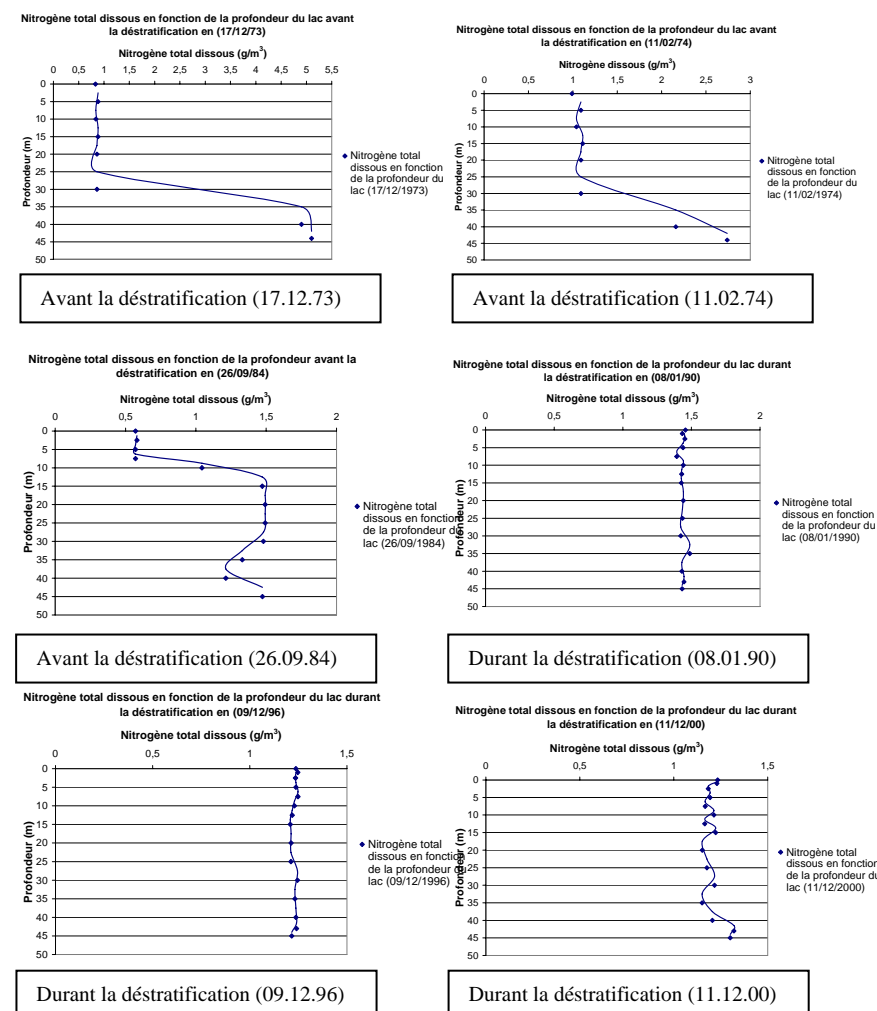 Nitrogène total dissous en fonction de la profondeur du lac avant
la déstratification en (17/12/73)
Nitrogène total dissous (g/m³)
0 0,5 1 1,5 2 2,5 3 3,5 4 4,5 5 5,5
0
5
10
15
20
25
30
35
40
45
50
Profondeur (m)
Nitrogène total
dissous en fonction
de la profondeur du
lac (17/12/1973)
Avant la déstratification (17.12.73)
Nitrogène total dissous en fonction de la profondeur du lac avant
la déstratification en (11/02/74)
Nitrogène dissous (g/m³)
0 0,5 1 1,5 2 2,5 3
0
5
10
15
20
25
30
35
40
45
50
Profondeur (m)
Nitrogène total
dissous en fonction
de la profondeur du
lac (11/02/1974)
Avant la déstratification (11.02.74)
Nitrogène total dissous en fonction de la profondeur avant la
déstratification en (26/09/84)
Nitrogène total dissous (g/m³)
0 0,5 1 1,5 2
0
5
10
15
20
25
30
35
40
45
50
Profondeur (m)
Nitrogène total
dissous en fonction
de la profondeur du
lac (26/09/1984)
Avant la déstratification (26.09.84)
Nitrogène total dissous en fonction de la profondeur du lac durant
la déstratification en (08/01/90)
Nitrogène total dissous (g/m³)
0 0,5 1 1,5 2
0
5
10
15
20
25
30
35
40
45
50
Profondeur (m)
Nitrogène total
dissous en fonction
de la profondeur du
lac (08/01/1990)
Durant la déstratification (08.01.90)
Nitrogène total dissous en fonction de la profondeur du lac durant
la déstratification en (09/12/96)
Nitrogène total dissous (g/m³)
0 0,5 1 1,5
0
5
10
15
20
25
30
35
40
45
50
Profondeur (m)
Nitrogène total
dissous en fonction
de la profondeur du
lac (09/12/1996)
Durant la déstratification (09.12.96)
Nitrogène total dissous en fonction de la profondeur du lac durant
la déstratification en (11/12/00)
Nitrogène total dissous (g/m³)
0 0,5 1 1,5
0
5
10
15
20
25
30
35
40
45
50
Profondeur (m)
Nitrogène total
dissous en fonction
de la profondeur du
lac (11/12/2000)
Durant la déstratification (11.12.00)